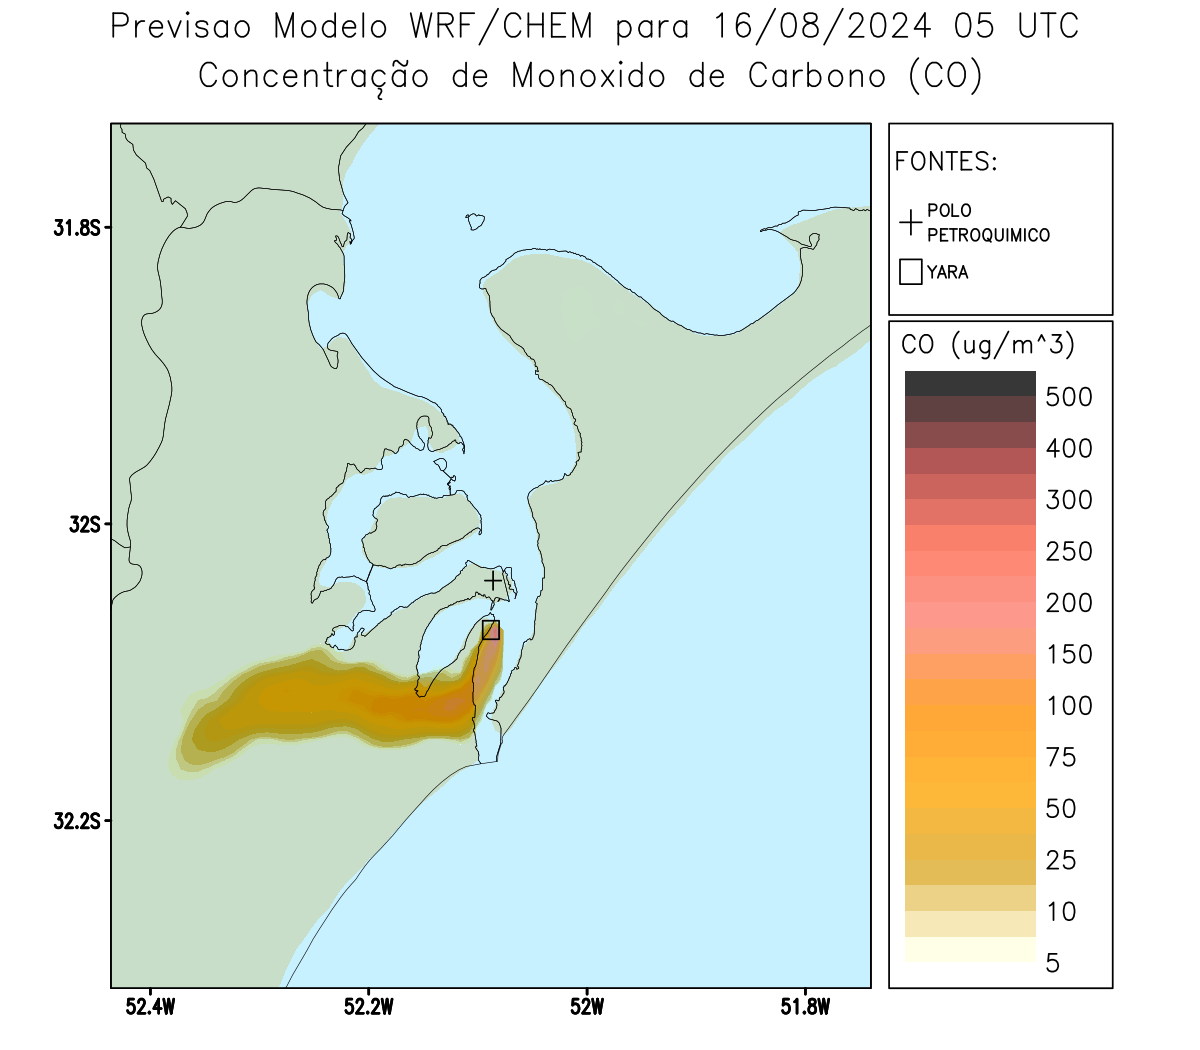 Previsao Modelo WRF/CHEM para 16/08/2024 05 UTC
Concentração de Monoxido de Carbono (CO)
FONTES:
POLO
PETROQUIMICO
YARA
CO (ug/m^3)
500
400
300
250
200
150
100
75
50
25
10
5
31.8S
32S
32.2S
52.4W
52.2W
52W
51.8W